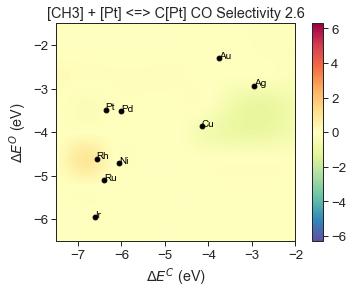 [CH3] + [Pt] <=> C[Pt] CO Selectivity 2.6
ΔE^O (eV)
−2
−3
−4
−5
−6
Au
Ag
Pt
Pd
Cu
Rh
Ni
Ru
Ir
−7
−6
−5
−4
−3
−2
ΔE^C (eV)
6
4
2
0
−2
−4
−6